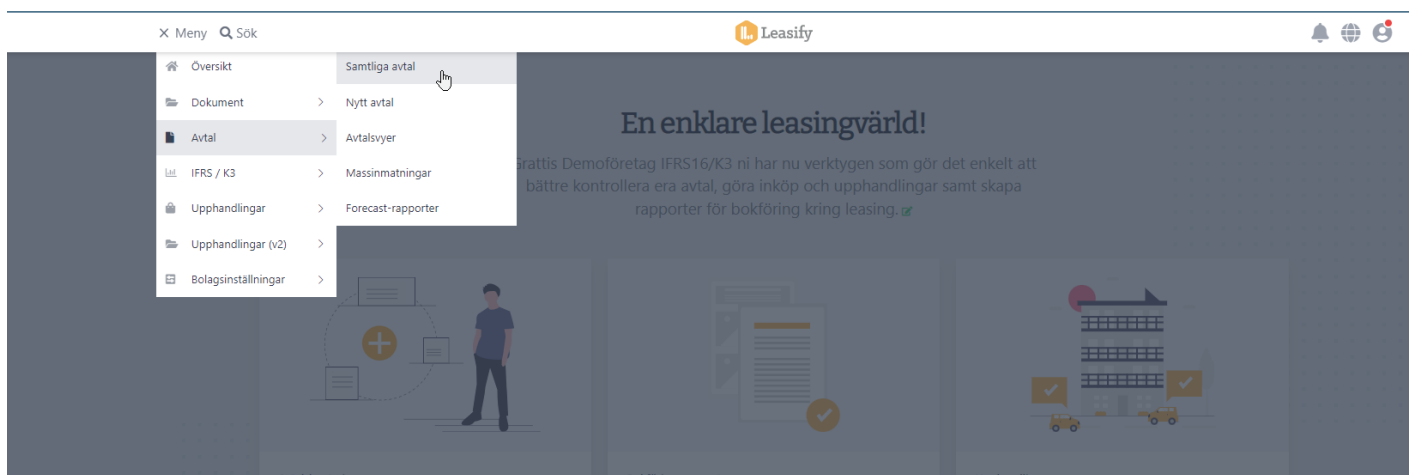 Meny Sök
Leasify
Översikt
Dokument
Avtal
IFRS / K3
Upphandlingar
Upphandlingar (v2)
Bolagsinställningar
Samtliga avtal
Nytt avtal
Avtalsvyer
Massinmatningar
Forecast-rapporter
En enklare leasingvärld!
Grattis Demoföretag IFRS16/K3 ni har nu verktygen som gör det enkelt att
bättre kontrollera era avtal, göra inköp och upphandlingar samt skapa
rapporter för bokföring kring leasing.